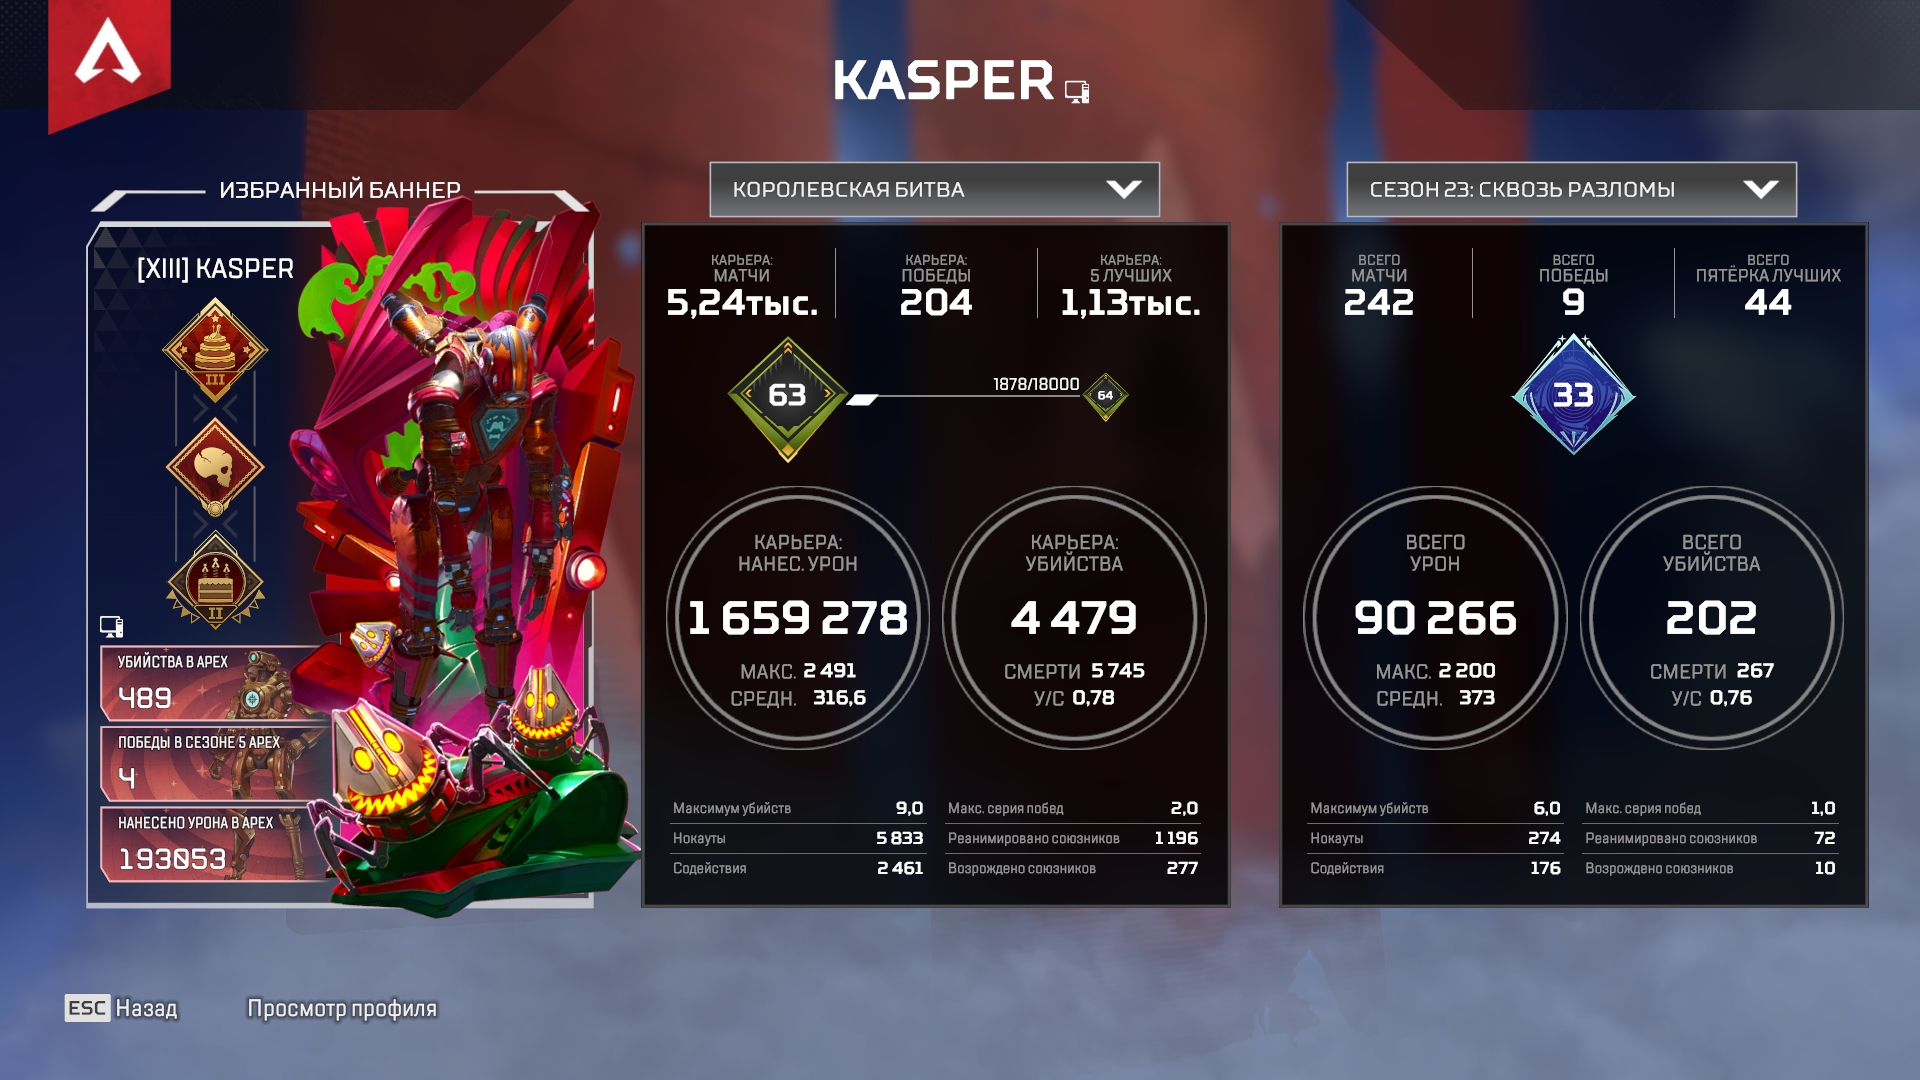 KASPER
ИЗБРАННЫЙ БАННЕР
[XIII] KASPER
III
II
УБИЙСТВА В APEX
489
ПОБЕДЫ В СЕЗОНЕ 5 APEX
4
НАНЕСЕНО УРОНА В APEX
193053
КОРОЛЕВСКАЯ БИТВА
КАРЬЕРА:
МАТЧИ
5,24тыс.
КАРЬЕРА:
ПОБЕДЫ
204
КАРЬЕРА:
5 ЛУЧШИХ
1,13тыс.
63
1878/18000
64
КАРЬЕРА:
НАНЕС. УРОН
1 659 278
МАКС. 2 491
СРЕДН. 316,6
КАРЬЕРА:
УБИЙСТВА
4 479
СМЕРТИ 5 745
У/С 0,78
Максимум убийств 9,0
Нокауты 5 833
Содействия 2 461
Макс. серия побед 2,0
Реанимировано союзников 1 196
Возрождено союзников 277
СЕЗОН 23: СКВОЗЬ РАЗЛОМЫ
ВСЕГО
МАТЧИ
242
ВСЕГО
ПОБЕДЫ
9
ВСЕГО
ПЯТЁРКА ЛУЧШИХ
44
33
ВСЕГО
УРОН
90 266
МАКС. 2 200
СРЕДН. 373
ВСЕГО
УБИЙСТВА
202
СМЕРТИ 267
У/С 0,76
Максимум убийств 6,0
Нокауты 274
Содействия 176
Макс. серия побед 1,0
Реанимировано союзников 72
Возрождено союзников 10
ESC Назад
Просмотр профиля